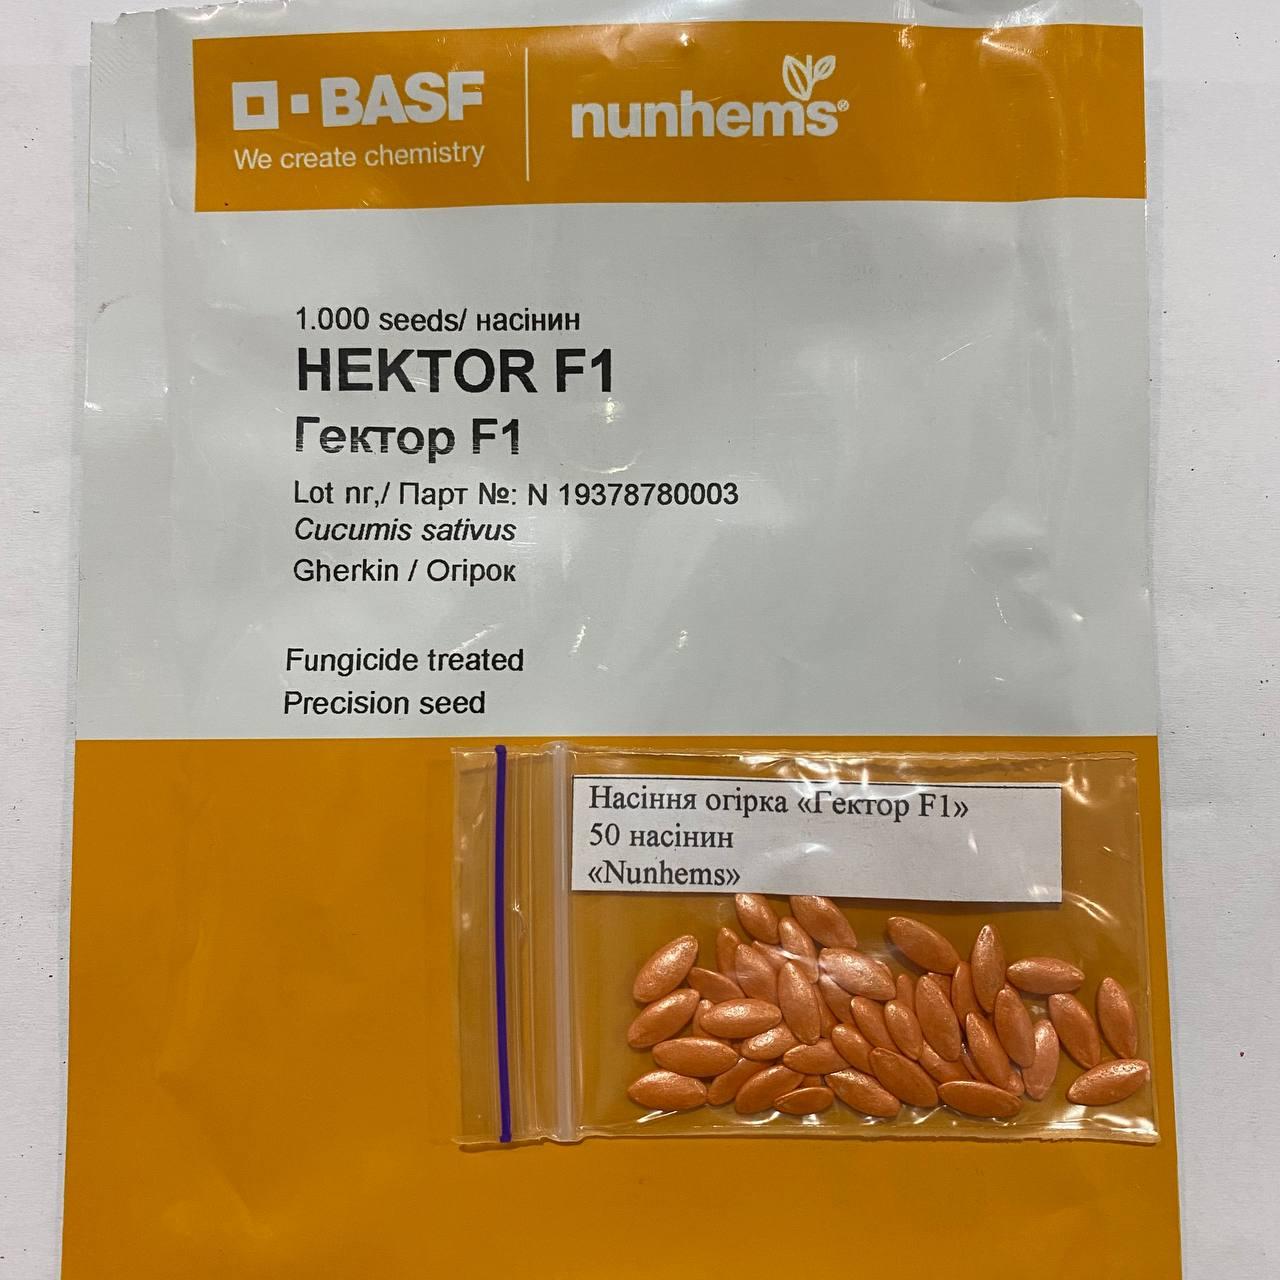 BASF
We create chemistry
nunhems®
1.000 seeds/ насінин
HEKTOR F1
Гектор F1
Lot nr,/ Парт №: N 19378780003
Cucumis sativus
Gherkin / Огірок
Fungicide treated
Precision seed
Насіння огірка «Гектор F1»
50 насінин
«Nunhems»